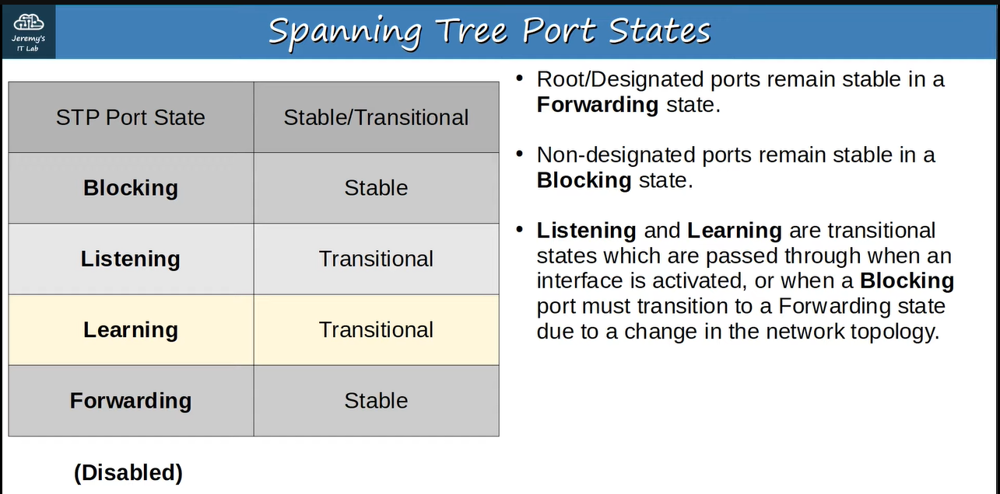 Jeremy's
IT Lab
Spanning Tree Port States
STP Port State
Stable/Transitional
Blocking
Stable
Listening
Transitional
Learning
Transitional
Forwarding
Stable
(Disabled)
• Root/Designated ports remain stable in a
Forwarding state.
• Non-designated ports remain stable in a
Blocking state.
• Listening and Learning are transitional
states which are passed through when an
interface is activated, or when a Blocking
port must transition to a Forwarding state
due to a change in the network topology.